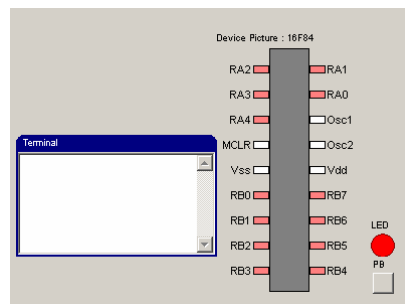 Device Picture : 16F84
RA2 RA1
RA3 RA0
RA4 Osc1
Terminal
MCLR Osc2
Vss Vdd
RB0 RB7
RB1 RB6
LED
RB2 RB5
PB
RB3 RB4